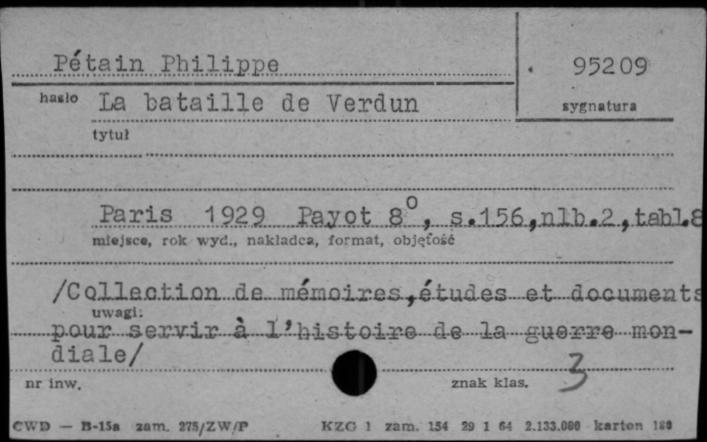 Pétain Philippe
95209
hasło La bataille de Verdun
sygnatura
tytuł
Paris 1929 Payot 8°, s.156,nlb.2,tabl.8
miejsce, rok wyd., nakładca, format, objętość
/Collection de mémoires,études et documents
uwagi:
pour servir à l'histoire de la guerre mon-
diale/
3
nr inw. znak klas.
CWD — B-15a zam. 275/ZW/P KZG 1 zam. 154 29 1 64 2.133.000 karton 180